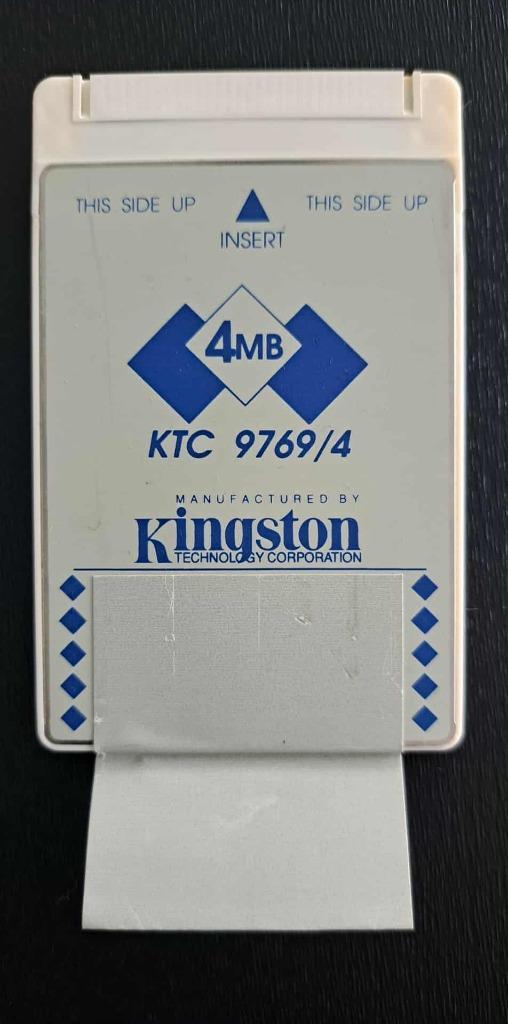 THIS SIDE UP THIS SIDE UP
INSERT
4MB
KTC 9769/4
MANUFACTURED BY
Kingston
TECHNOLOGY CORPORATION